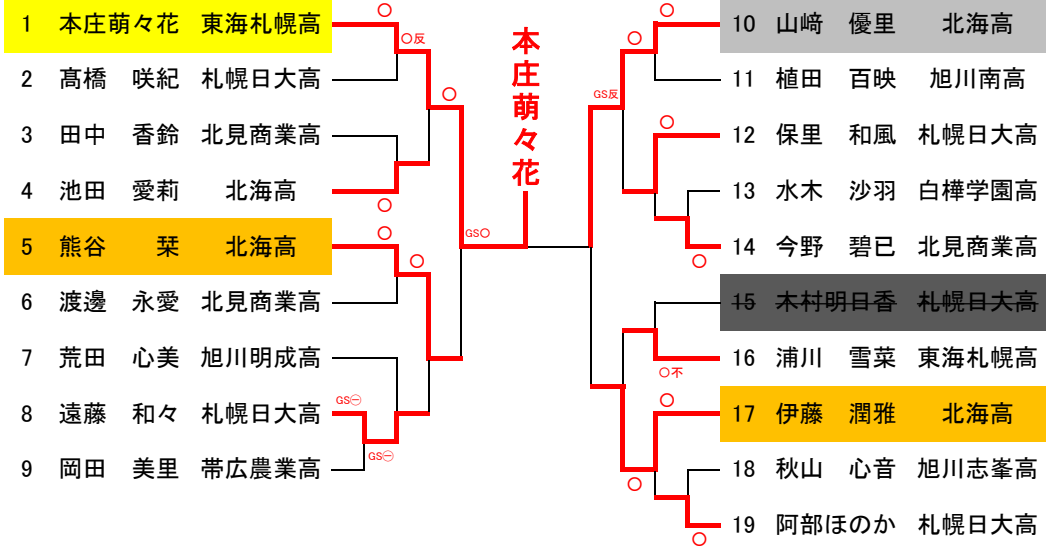 1 本庄萌々花 東海札幌高
2 髙橋 咲紀 札幌日大高
3 田中 香鈴 北見商業高
4 池田 愛莉 北海高
5 熊谷 栞 北海高
6 渡邊 永愛 北見商業高
7 荒田 心美 旭川明成高
8 遠藤 和々 札幌日大高
9 岡田 美里 帯広農業高
〇
〇反
〇
〇
〇
〇
GS〇
GS㊀
GS㊀
本庄萌々花
10 山﨑 優里 北海高
11 植田 百映 旭川南高
12 保里 和風 札幌日大高
13 水木 沙羽 白樺学園高
14 今野 碧已 北見商業高
15 木村明日香 札幌日大高
16 浦川 雪菜 東海札幌高
17 伊藤 潤雅 北海高
18 秋山 心音 旭川志峯高
19 阿部ほのか 札幌日大高
〇
〇
GS反
〇
〇
〇不
〇
〇
〇